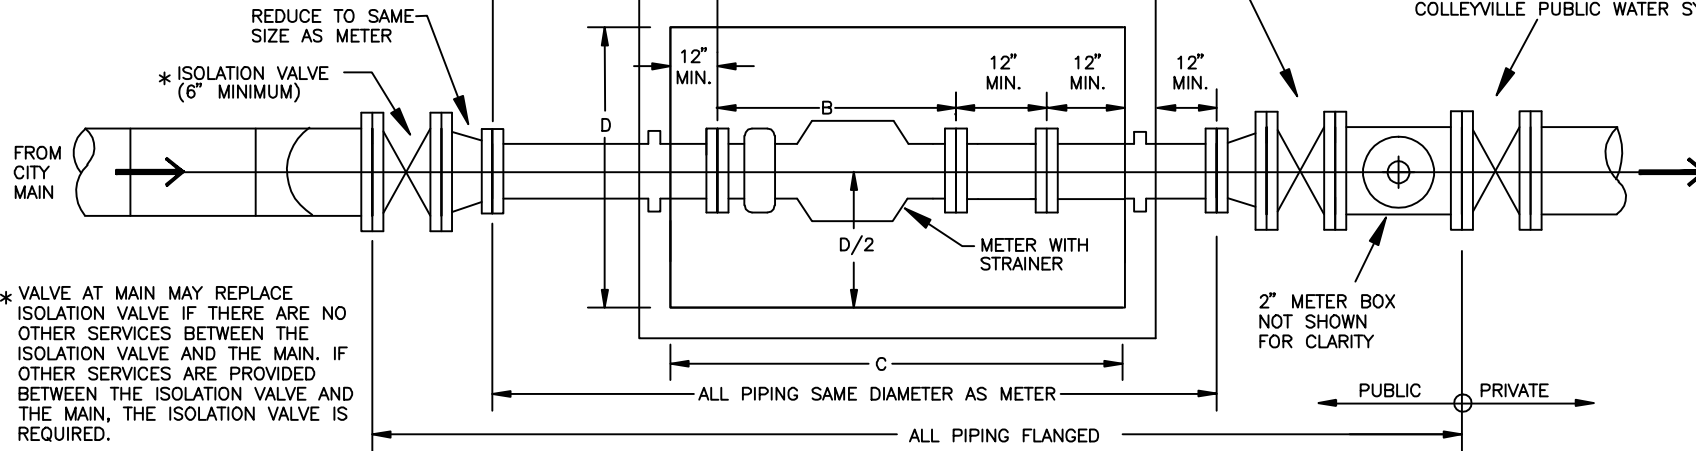 REDUCE TO SAME
SIZE AS METER
COLLEYVILLE PUBLIC WATER
* ISOLATION VALVE
(6" MINIMUM)
12"
MIN.
12"
MIN.
12"
MIN.
12"
MIN.
B
D
FROM
CITY
MAIN
D/2
METER WITH
STRAINER
2" METER BOX
NOT SHOWN
FOR CLARITY
* VALVE AT MAIN MAY REPLACE
ISOLATION VALVE IF THERE ARE NO
OTHER SERVICES BETWEEN THE
ISOLATION VALVE AND THE MAIN. IF
OTHER SERVICES ARE PROVIDED
BETWEEN THE ISOLATION VALVE AND
THE MAIN, THE ISOLATION VALVE IS
REQUIRED.
C
ALL PIPING SAME DIAMETER AS METER
PUBLIC
PRIVATE
ALL PIPING FLANGED